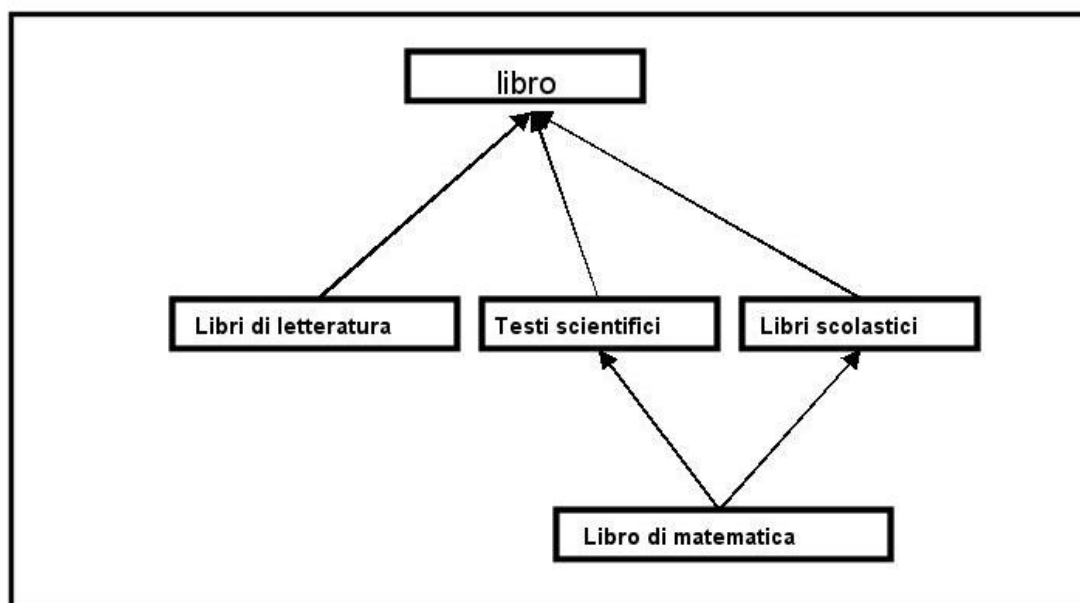 libro
Libri di letteratura
Testi scientifici
Libri scolastici
Libro di matematica